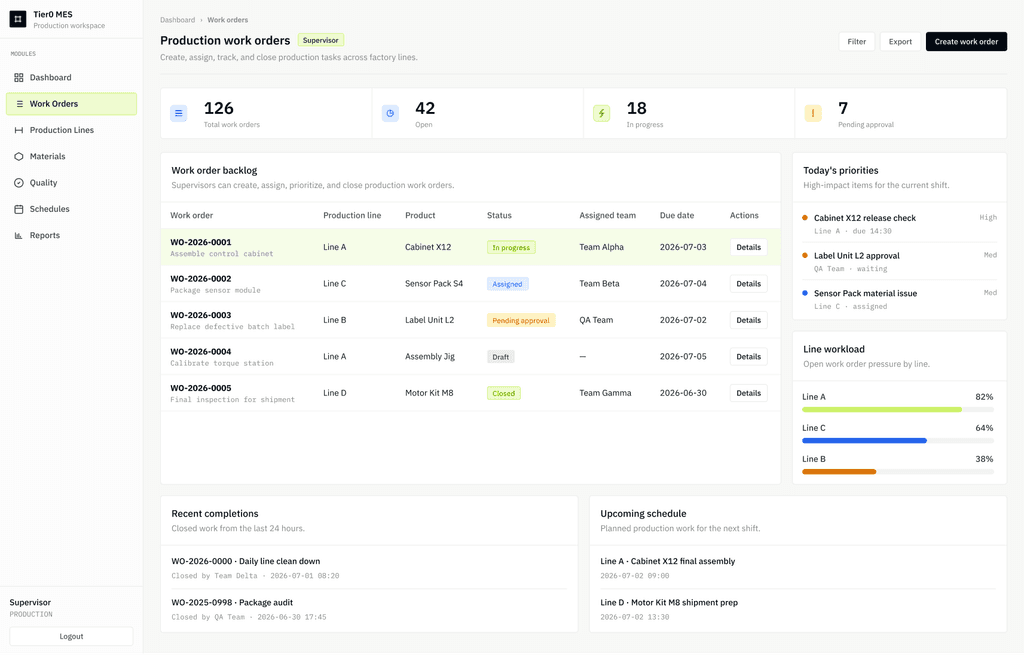 Tier0 MES
Production workspace
MODULES
Dashboard
Work Orders
Production Lines
Materials
Quality
Schedules
Reports
Supervisor
PRODUCTION
Logout
Dashboard › Work orders
Production work orders Supervisor
Create, assign, track, and close production tasks across factory lines.
Filter Export Create work order
126
Total work orders
42
Open
18
In progress
7
Pending approval
Work order backlog
Supervisors can create, assign, prioritize, and close production work orders.
Work order Production line Product Status Assigned team Due date Actions
WO-2026-0001
Assemble control cabinet
Line A Cabinet X12 In progress Team Alpha 2026-07-03 Details
WO-2026-0002
Package sensor module
Line C Sensor Pack S4 Assigned Team Beta 2026-07-04 Details
WO-2026-0003
Replace defective batch label
Line B Label Unit L2 Pending approval QA Team 2026-07-02 Details
WO-2026-0004
Calibrate torque station
Line A Assembly Jig Draft — 2026-07-05 Details
WO-2026-0005
Final inspection for shipment
Line D Motor Kit M8 Closed Team Gamma 2026-06-30 Details
Today's priorities
High-impact items for the current shift.
Cabinet X12 release check High
Line A · due 14:30
Label Unit L2 approval Med
QA Team · waiting
Sensor Pack material issue Med
Line C · assigned
Line workload
Open work order pressure by line.
Line A 82%
Line C 64%
Line B 38%
Recent completions
Closed work from the last 24 hours.
WO-2026-0000 · Daily line clean down
Closed by Team Delta · 2026-07-01 08:20
WO-2025-0998 · Package audit
Closed by QA Team · 2026-06-30 17:45
Upcoming schedule
Planned production work for the next shift.
Line A · Cabinet X12 final assembly
2026-07-02 09:00
Line D · Motor Kit M8 shipment prep
2026-07-02 13:30